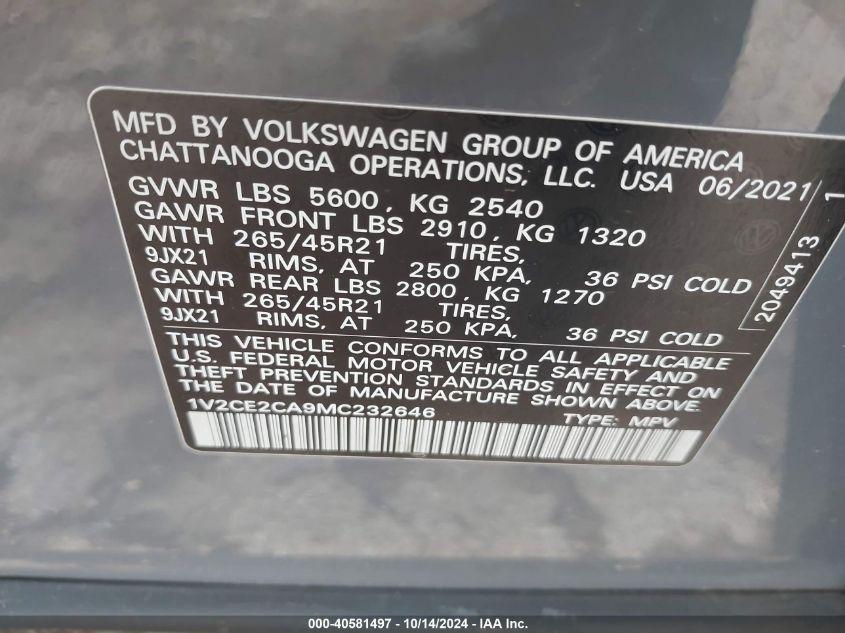 MFD BY VOLKSWAGEN GROUP OF AMERICA
CHATTANOOGA OPERATIONS, LLC. USA 06/2021
GVWR LBS 5600, KG 2540
GAWR FRONT LBS 2910, KG 1320
WITH 265/45R21 TIRES,
9JX21 RIMS, AT 250 KPA, 36 PSI COLD
GAWR REAR LBS 2800, KG 1270
WITH 265/45R21 TIRES,
9JX21 RIMS, AT 250 KPA, 36 PSI COLD
THIS VEHICLE CONFORMS TO ALL APPLICABLE
U.S. FEDERAL MOTOR VEHICLE SAFETY AND
THEFT PREVENTION STANDARDS IN EFFECT ON
THE DATE OF MANUFACTURE SHOWN ABOVE.
1V2CE2CA9MC232646 TYPE: MPV
2049413 1
000-40581497 - 10/14/2024 - IAA Inc.